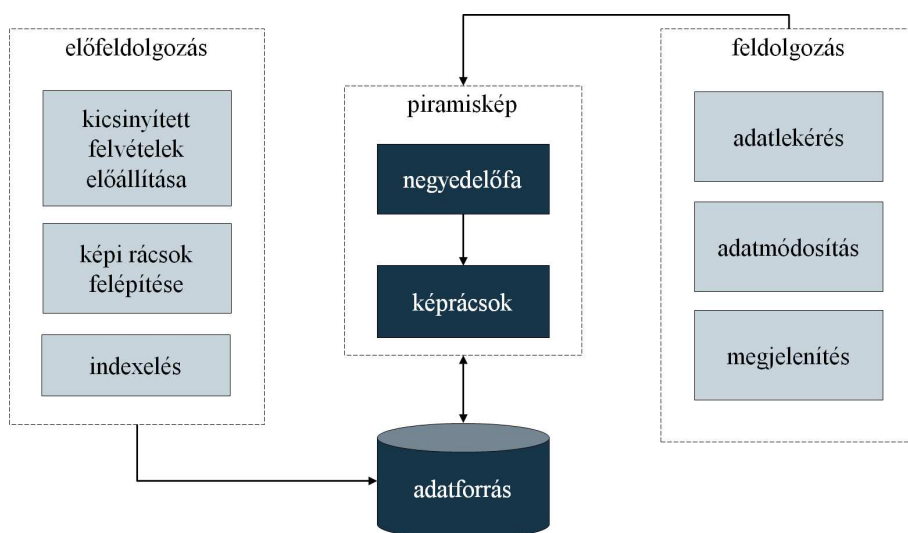 előfeldolgozás
kicsinyített
felvételek
előállítása
képi rácsok
felépítése
indexelés
piramiskép
negyedelőfa
képrácsok
adatforrás
feldolgozás
adatlekérés
adatmódosítás
megjelenítés